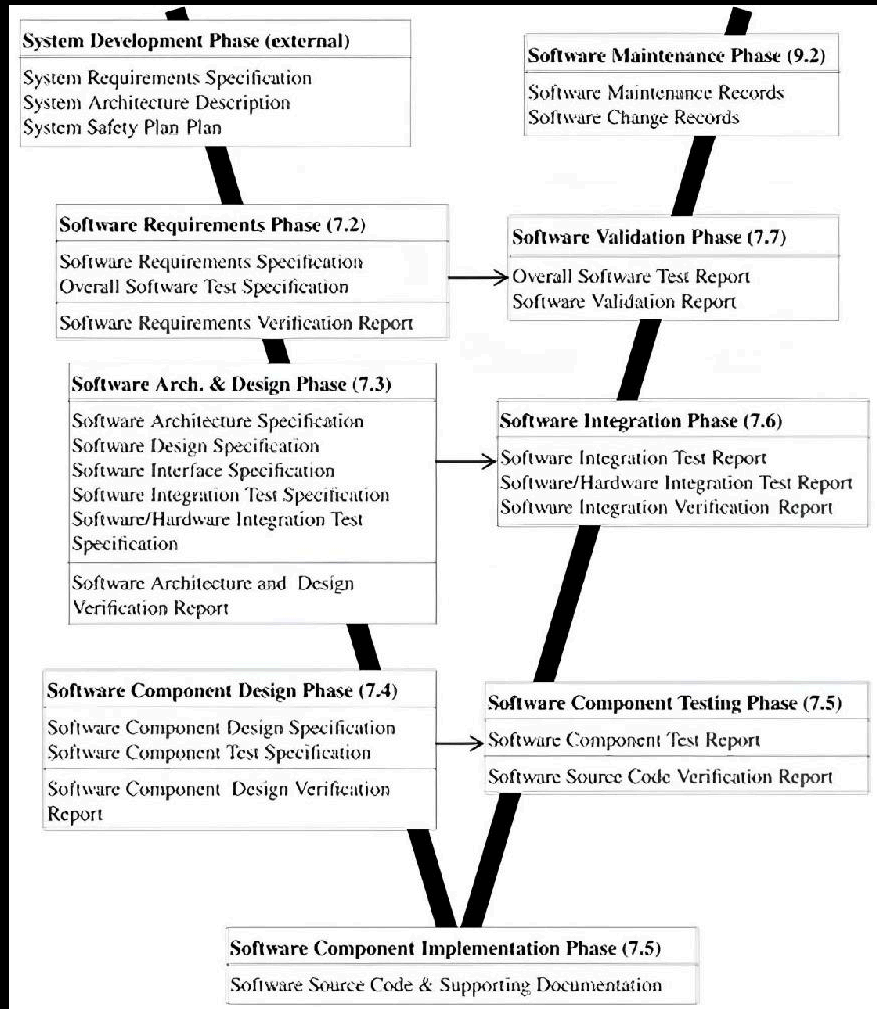 System Development Phase (external)
System Requirements Specification
System Architecture Description
System Safety Plan Plan
Software Maintenance Phase (9.2)
Software Maintenance Records
Software Change Records
Software Requirements Phase (7.2)
Software Requirements Specification
Overall Software Test Specification
Software Requirements Verification Report
Software Validation Phase (7.7)
Overall Software Test Report
Software Validation Report
Software Arch. & Design Phase (7.3)
Software Architecture Specification
Software Design Specification
Software Interface Specification
Software Integration Test Specification
Software/Hardware Integration Test
Specification
Software Architecture and Design
Verification Report
Software Integration Phase (7.6)
Software Integration Test Report
Software/Hardware Integration Test Report
Software Integration Verification Report
Software Component Design Phase (7.4)
Software Component Design Specification
Software Component Test Specification
Software Component Design Verification
Report
Software Component Testing Phase (7.5)
Software Component Test Report
Software Source Code Verification Report
Software Component Implementation Phase (7.5)
Software Source Code & Supporting Documentation